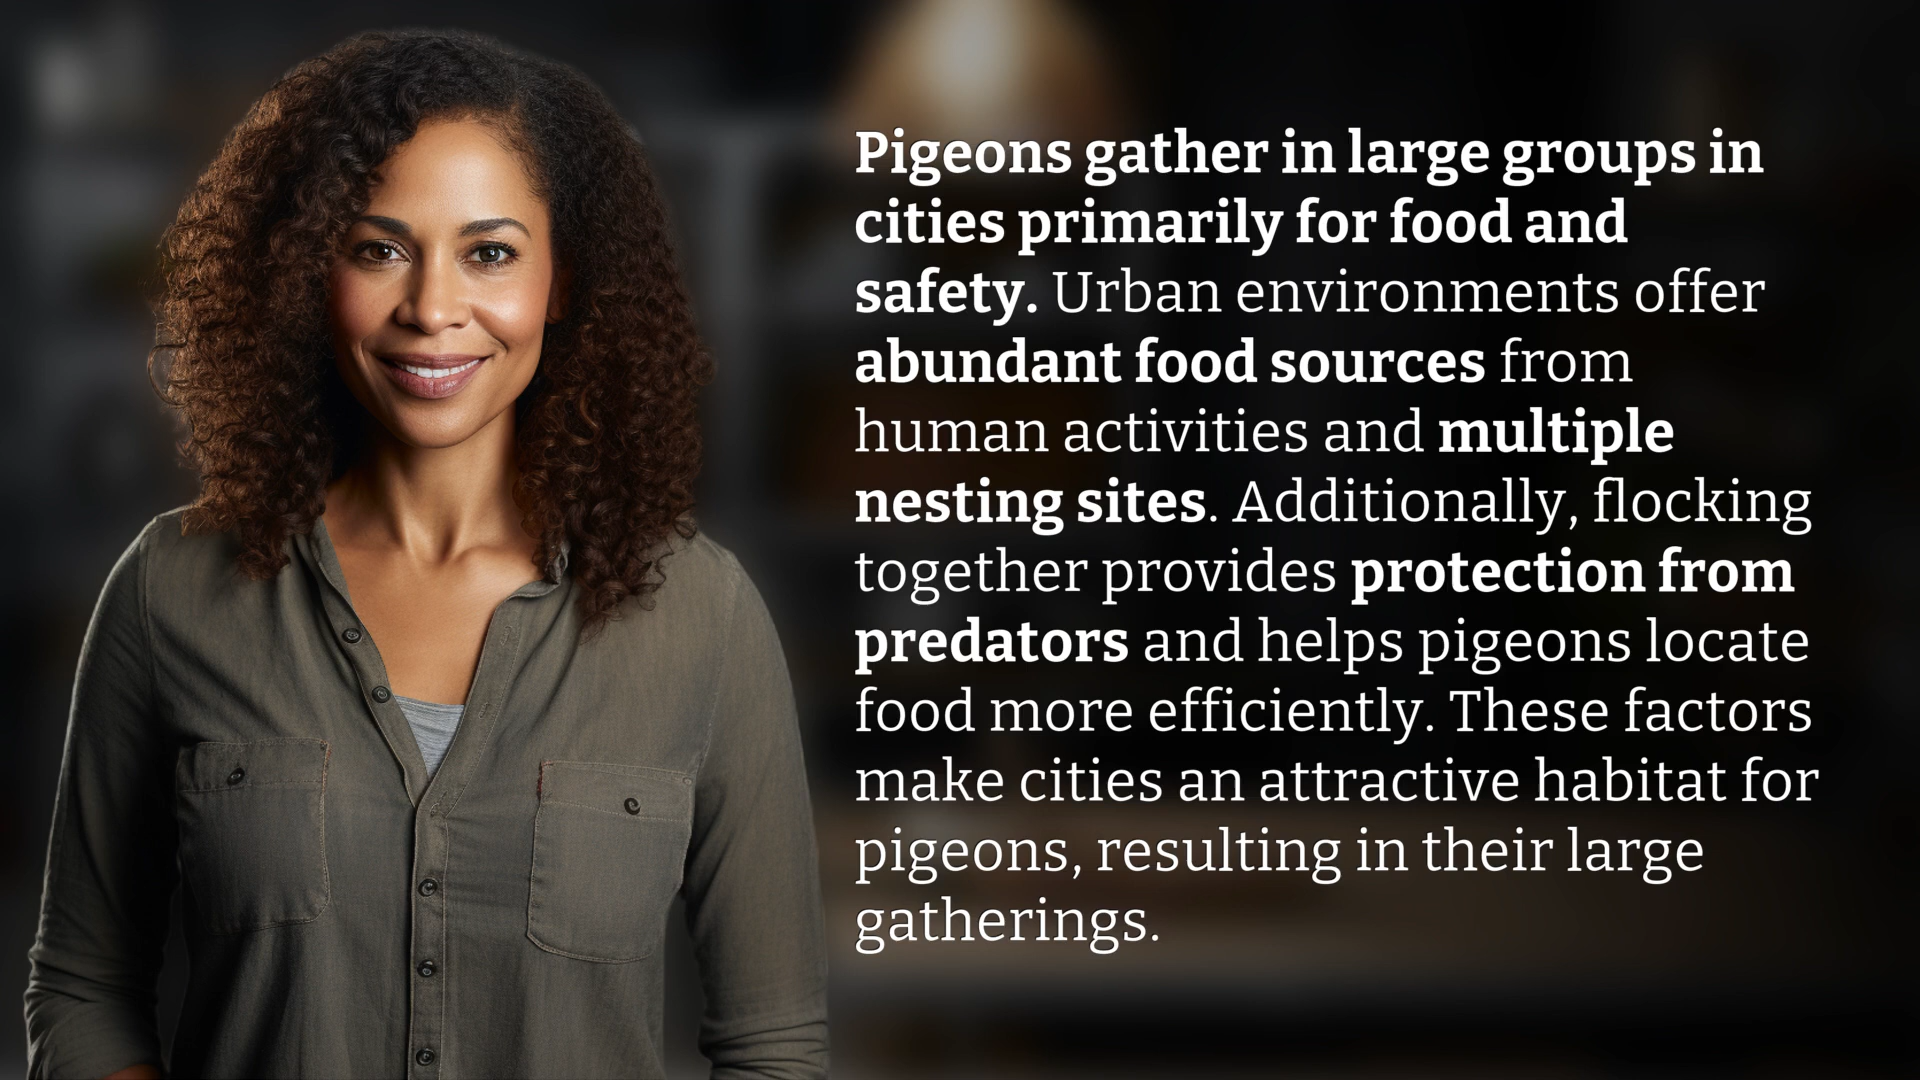 Pigeons gather in large groups in
cities primarily for food and
safety. Urban environments offer
abundant food sources from
human activities and multiple
nesting sites. Additionally, flocking
together provides protection from
predators and helps pigeons locate
food more efficiently. These factors
make cities an attractive habitat for
pigeons, resulting in their large
gatherings.